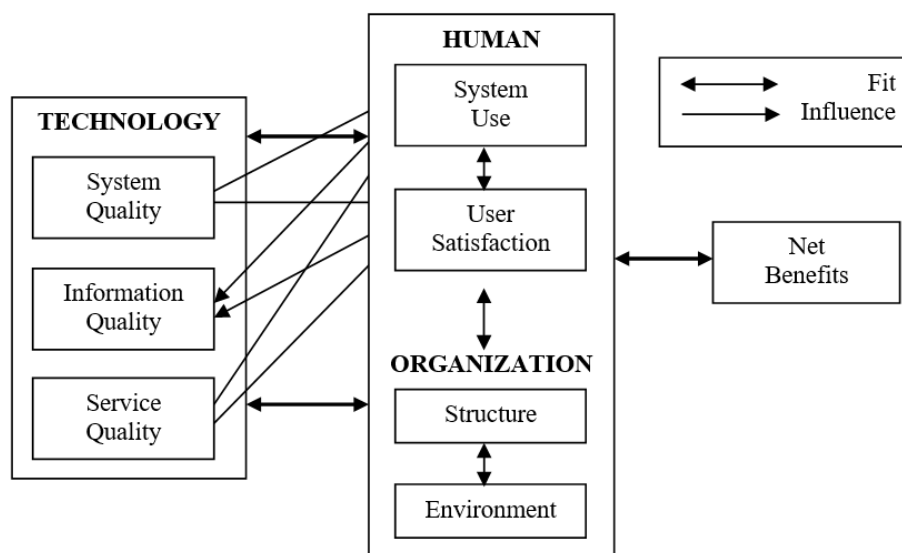 HUMAN
System
Use
User
Satisfaction
ORGANIZATION
Structure
Environment
TECHNOLOGY
System
Quality
Information
Quality
Service
Quality
Fit
Influence
Net
Benefits